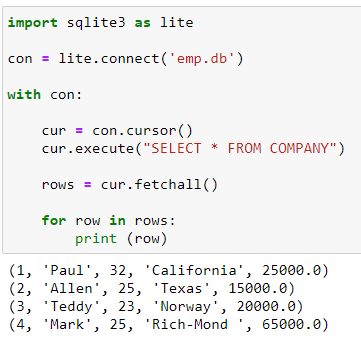 import sqlite3 as lite
con = lite.connect('emp.db')
with con:
    cur = con.cursor()
    cur.execute("SELECT * FROM COMPANY")
    rows = cur.fetchall()
    for row in rows:
        print (row)
(1, 'Paul', 32, 'California', 25000.0)
(2, 'Allen', 25, 'Texas', 15000.0)
(3, 'Teddy', 23, 'Norway', 20000.0)
(4, 'Mark', 25, 'Rich-Mond ', 65000.0)